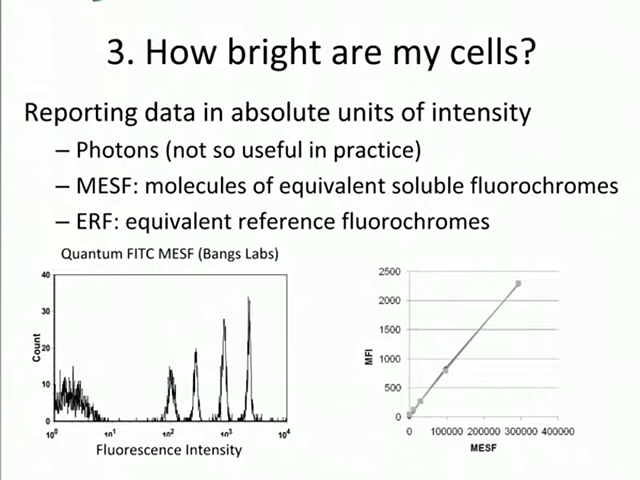 3. How bright are my cells?
Reporting data in absolute units of intensity
– Photons (not so useful in practice)
– MESF: molecules of equivalent soluble fluorochromes
– ERF: equivalent reference fluorochromes
Quantum FITC MESF (Bangs Labs)
40
30
20
10
0
Count
10⁰ 10¹ 10² 10³ 10⁴
Fluorescence Intensity
2500
2000
1500
1000
500
0
MFI
0 100000 200000 300000 400000
MESF